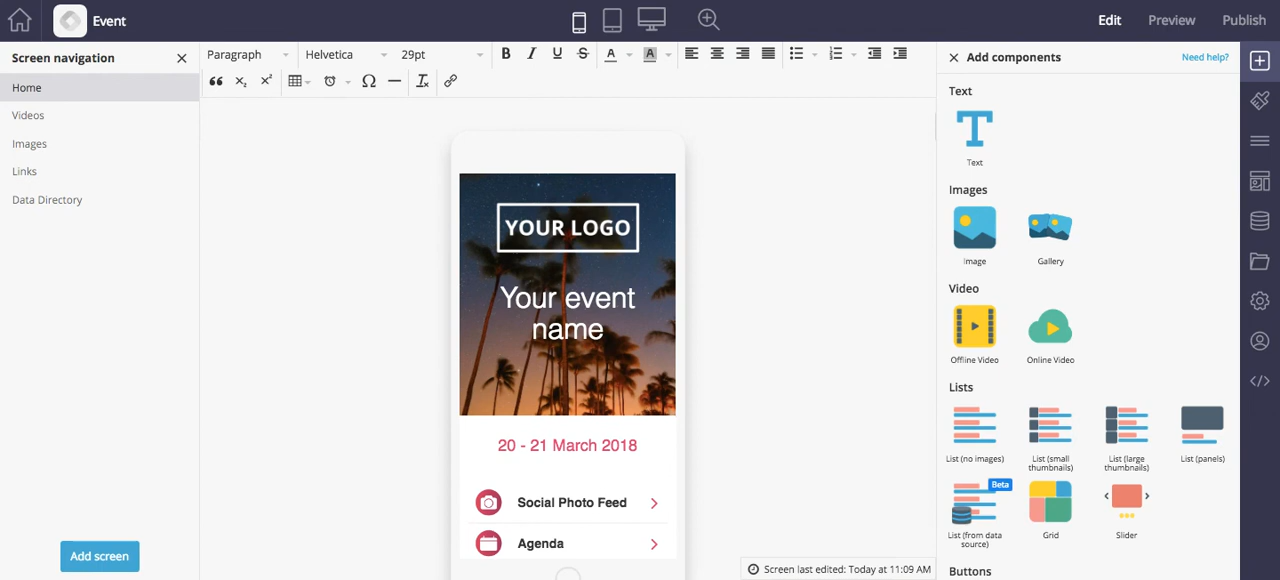 Event
Edit
Preview
Publish
Screen navigation
Home
Videos
Images
Links
Data Directory
Add screen
Paragraph
Helvetica
29pt
B I U S A A
YOUR LOGO
Your event
name
20 - 21 March 2018
Social Photo Feed
Agenda
Screen last edited: Today at 11:09 AM
Add components
Need help?
Text
Text
Images
Image
Gallery
Video
Offline Video
Online Video
Lists
List (no images)
List (small
thumbnails)
List (large
thumbnails)
List (panels)
Beta
List (from data
source)
Grid
Slider
Buttons